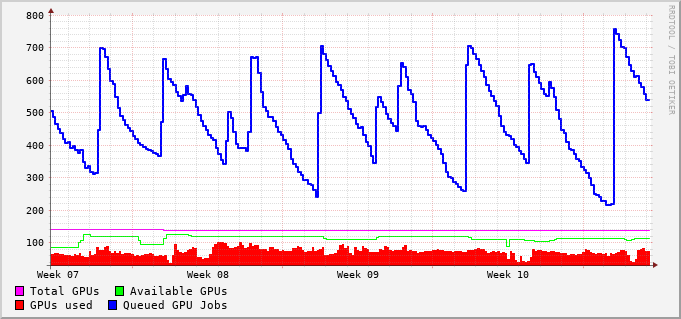 800
700
600
500
400
300
200
100
Week 07 Week 08 Week 09 Week 10
Total GPUs Available GPUs
GPUs used Queued GPU Jobs
RRDTOOL / TOBI OETIKER